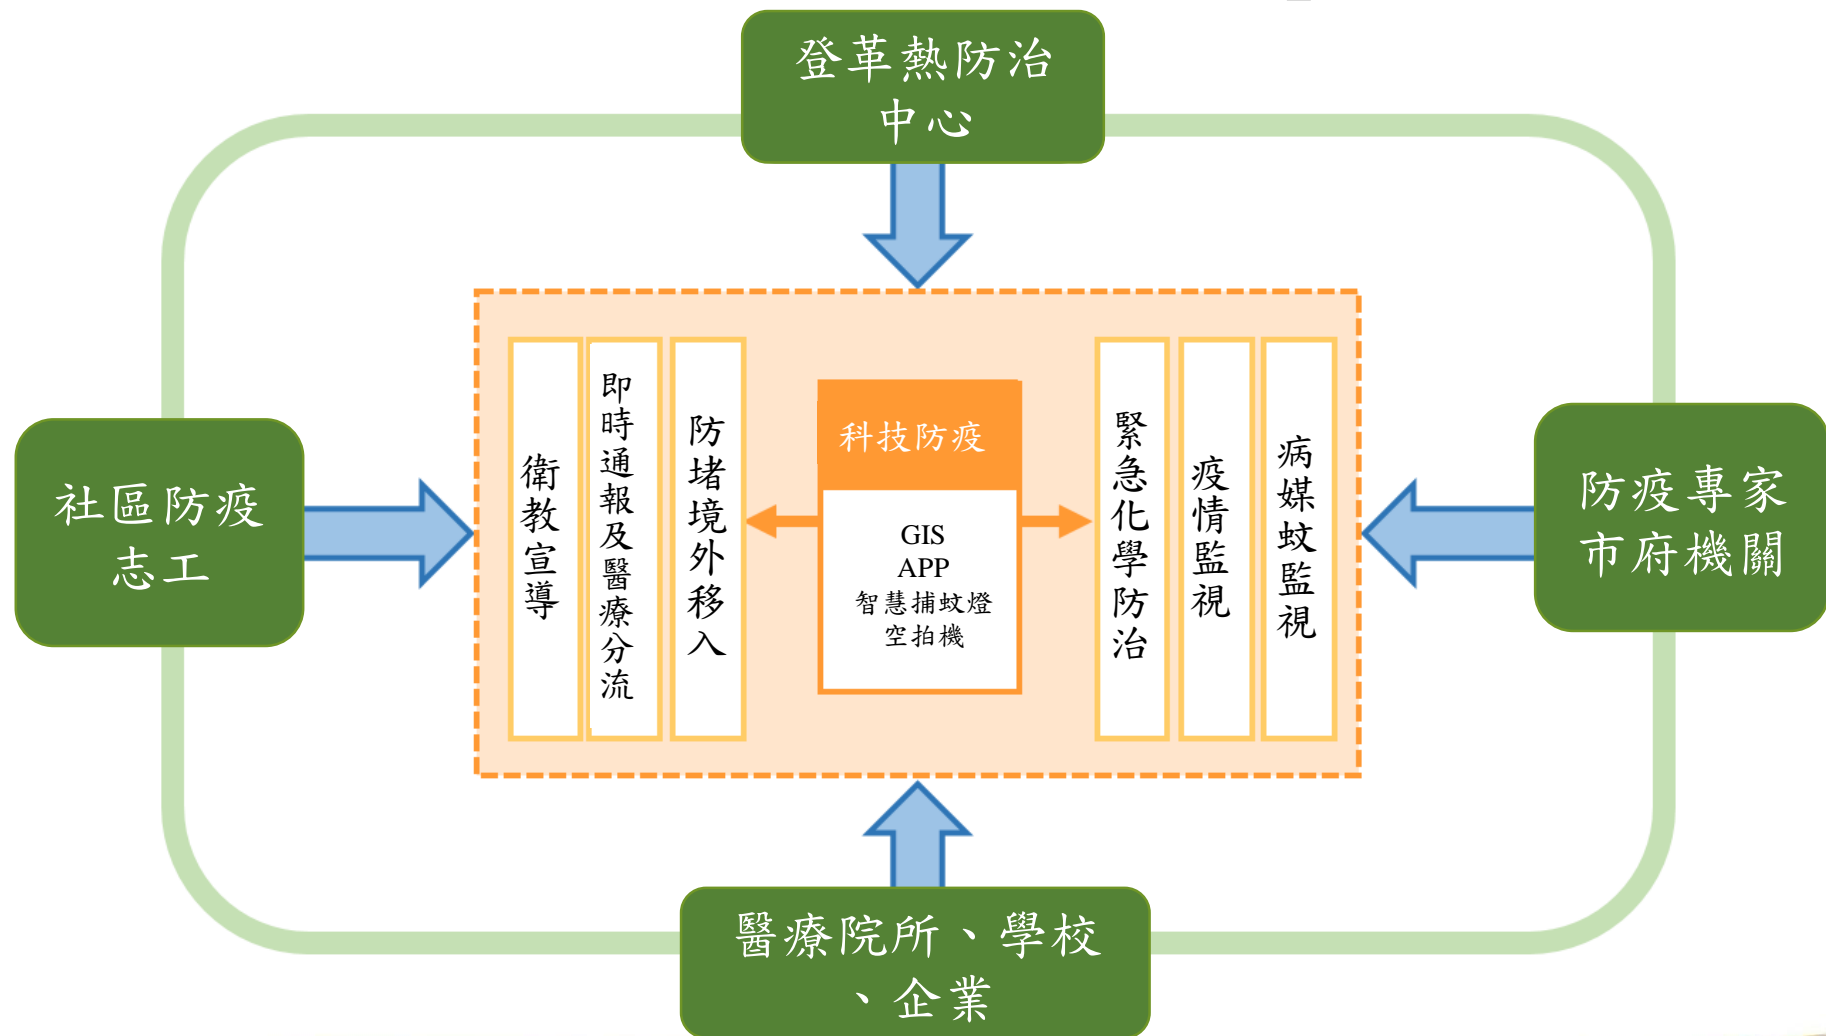 登革熱防治
中心
社區防疫
志工
衛教宣導
即時通報及醫療分流
防堵境外移入
科技防疫
GIS
APP
智慧捕蚊燈
空拍機
緊急化學防治
疫情監視
病媒蚊監視
防疫專家
市府機關
醫療院所、學校
、企業